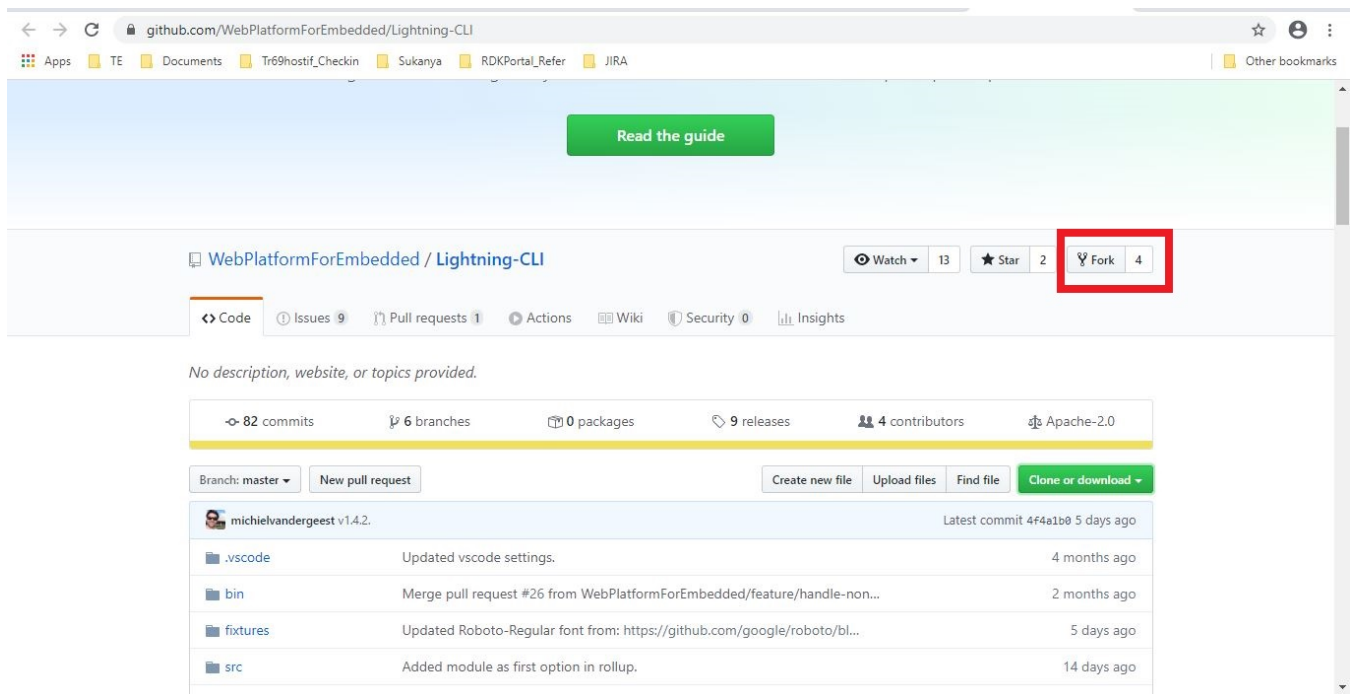 github.com/WebPlatformForEmbedded/Lightning-CLI
Apps TE Documents Tr69hostif_Checkin Sukanya RDKPortal_Refer JIRA Other bookmarks
Read the guide
WebPlatformForEmbedded / Lightning-CLI Watch 13 Star 2 Fork 4
Code Issues 9 Pull requests 1 Actions Wiki Security 0 Insights
No description, website, or topics provided.
82 commits 6 branches 0 packages 9 releases 4 contributors Apache-2.0
Branch: master New pull request Create new file Upload files Find file Clone or download
michielvandergeest v1.4.2. Latest commit 4f4a1b0 5 days ago
.vscode Updated vscode settings. 4 months ago
bin Merge pull request #26 from WebPlatformForEmbedded/feature/handle-non... 2 months ago
fixtures Updated Roboto-Regular font from: https://github.com/google/roboto/bl... 5 days ago
src Added module as first option in rollup. 14 days ago